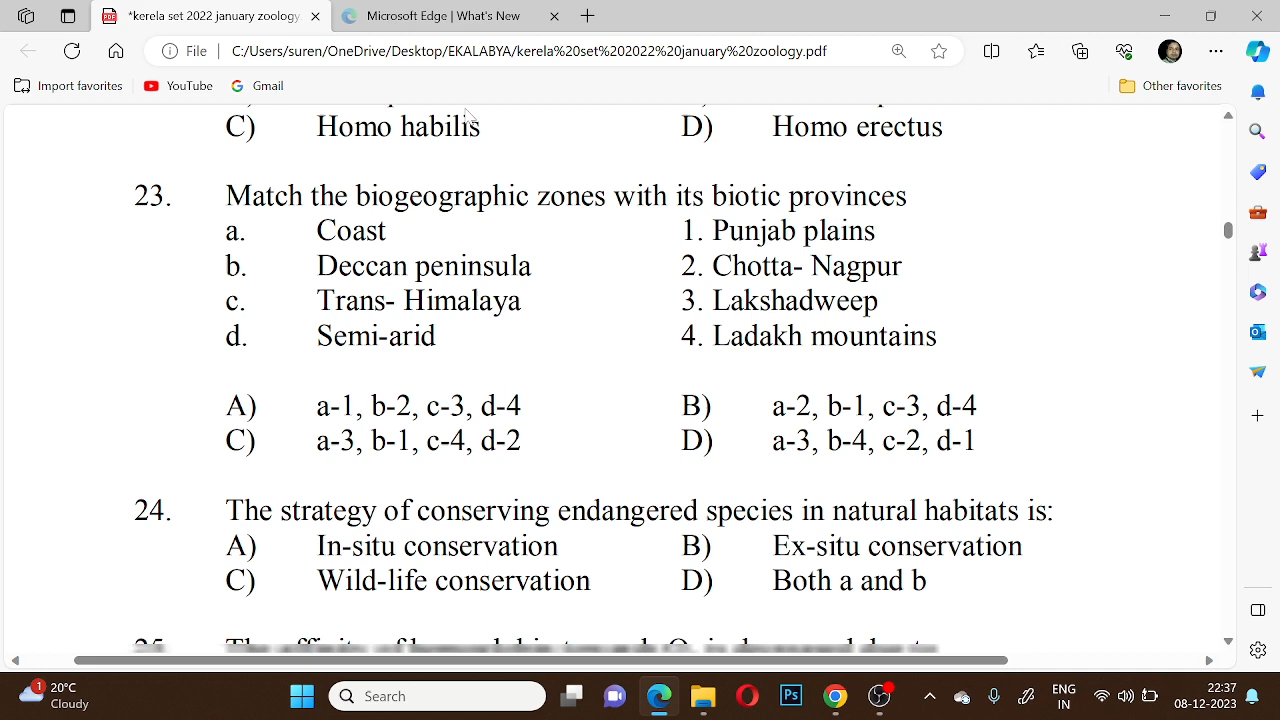 *kerela set 2022 january zoology
Microsoft Edge | What's New
File
C:/Users/suren/OneDrive/Desktop/EKALABYA/kerela%20set%202022%20january%20zoology.pdf
Import favorites
YouTube
Gmail
Other favorites
C) Homo habilis D) Homo erectus
23. Match the biogeographic zones with its biotic provinces
a. Coast 1. Punjab plains
b. Deccan peninsula 2. Chotta- Nagpur
c. Trans- Himalaya 3. Lakshadweep
d. Semi-arid 4. Ladakh mountains
A) a-1, b-2, c-3, d-4 B) a-2, b-1, c-3, d-4
C) a-3, b-1, c-4, d-2 D) a-3, b-4, c-2, d-1
24. The strategy of conserving endangered species in natural habitats is:
A) In-situ conservation B) Ex-situ conservation
C) Wild-life conservation D) Both a and b
1
20°C
Cloudy
Search
Ps
ENG
IN
22:37
08-12-2023